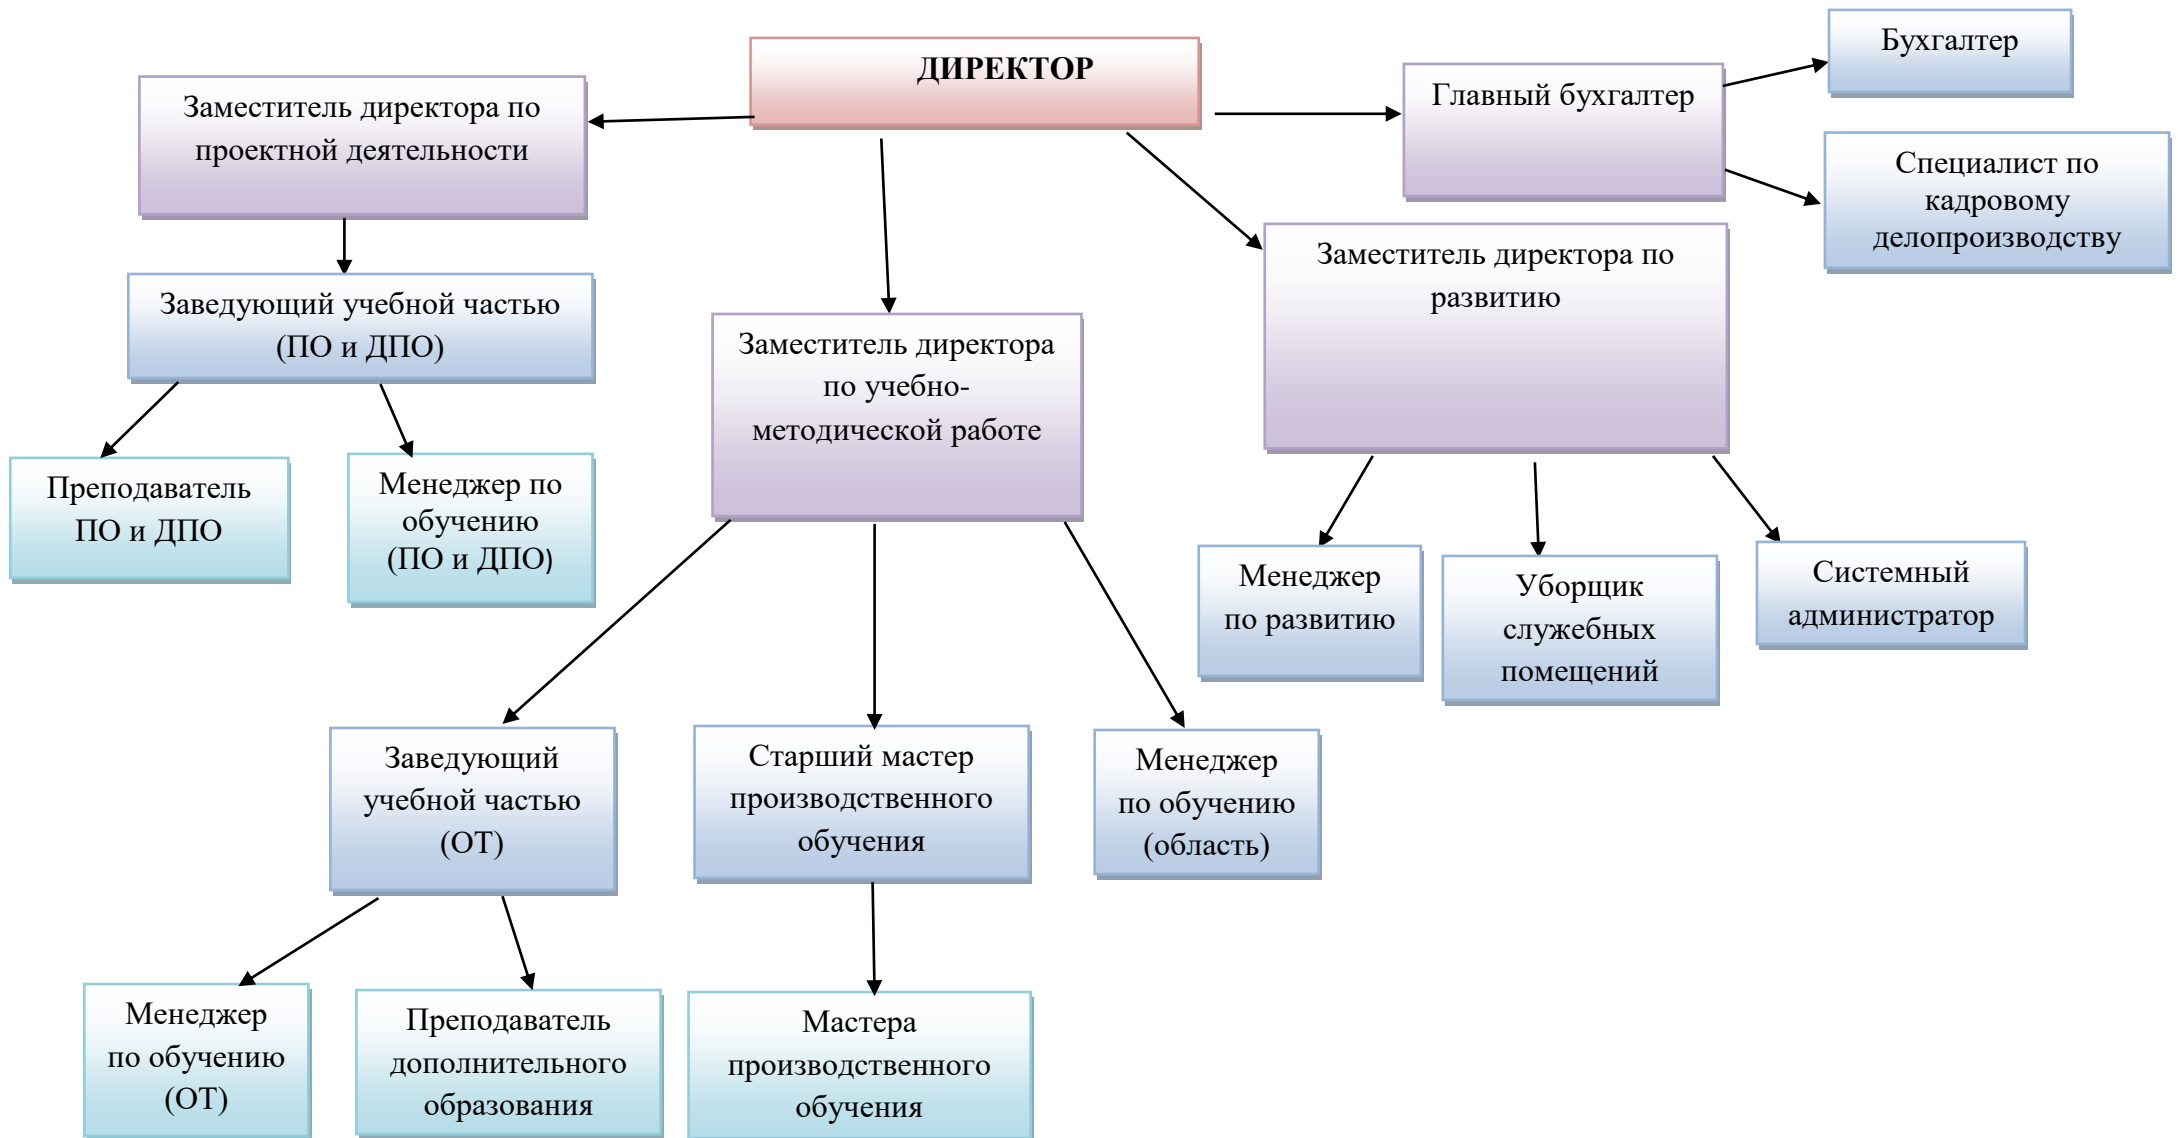 ДИРЕКТОР
Заместитель директора по
проектной деятельности
Главный бухгалтер
Бухгалтер
Специалист по
кадровому
делопроизводству
Заместитель директора по
развитию
Заведующий учебной частью
(ПО и ДПО)
Заместитель директора
по учебно-
методической работе
Преподаватель
ПО и ДПО
Менеджер по
обучению
(ПО и ДПО)
Менеджер
по развитию
Уборщик
служебных
помещений
Системный
администратор
Заведующий
учебной частью
(ОТ)
Старший мастер
производственного
обучения
Менеджер
по обучению
(область)
Менеджер
по обучению
(ОТ)
Преподаватель
дополнительного
образования
Мастера
производственного
обучения